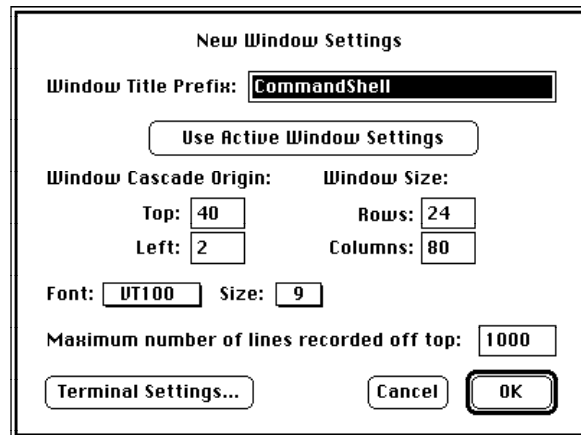 New Window Settings
Window Title Prefix: CommandShell
Use Active Window Settings
Window Cascade Origin: Window Size:
Top: 40 Rows: 24
Left: 2 Columns: 80
Font: VT100 Size: 9
Maximum number of lines recorded off top: 1000
Terminal Settings... Cancel OK